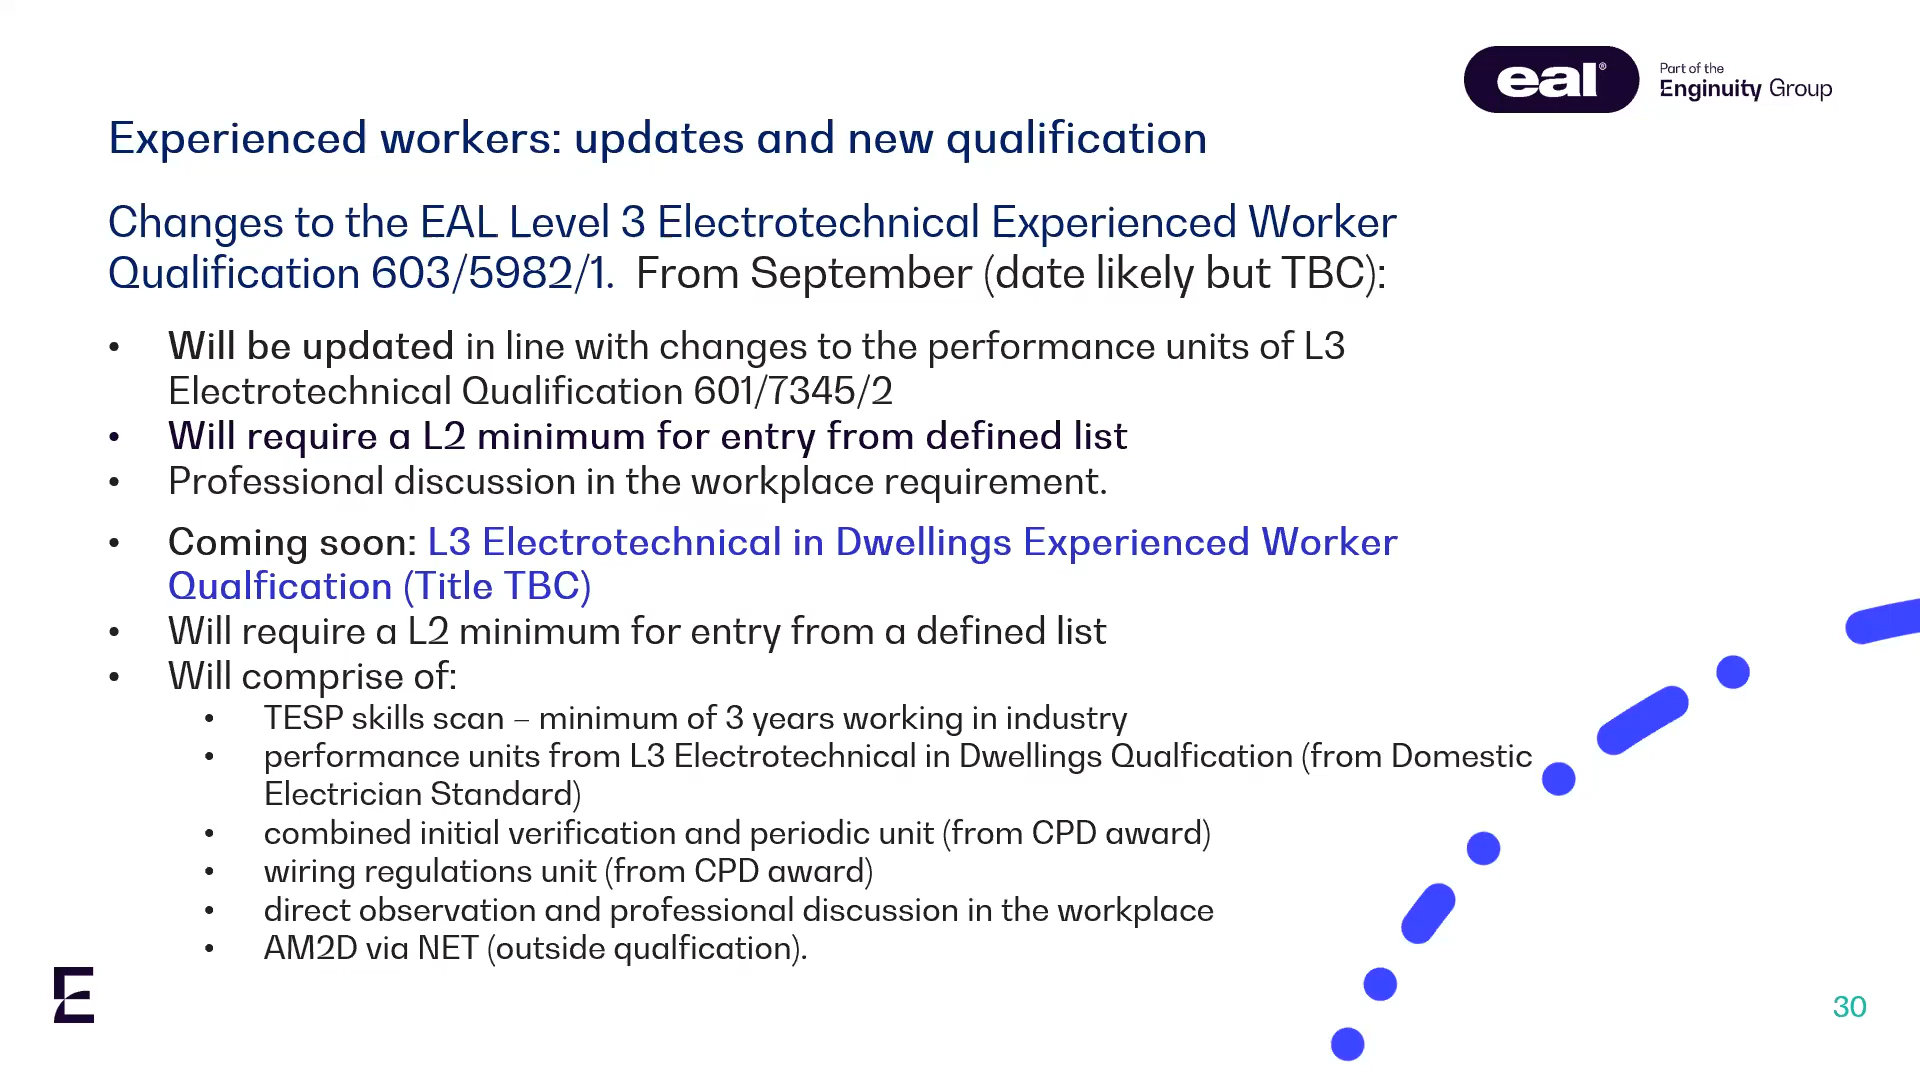 eal®
Part of the
Enginuity Group
Experienced workers: updates and new qualification
Changes to the EAL Level 3 Electrotechnical Experienced Worker
Qualification 603/5982/1. From September (date likely but TBC):
• Will be updated in line with changes to the performance units of L3
Electrotechnical Qualification 601/7345/2
• Will require a L2 minimum for entry from defined list
• Professional discussion in the workplace requirement.
• Coming soon: L3 Electrotechnical in Dwellings Experienced Worker
Qualfication (Title TBC)
• Will require a L2 minimum for entry from a defined list
• Will comprise of:
• TESP skills scan – minimum of 3 years working in industry
• performance units from L3 Electrotechnical in Dwellings Qualfication (from Domestic
Electrician Standard)
• combined initial verification and periodic unit (from CPD award)
• wiring regulations unit (from CPD award)
• direct observation and professional discussion in the workplace
• AM2D via NET (outside qualfication).
E
30